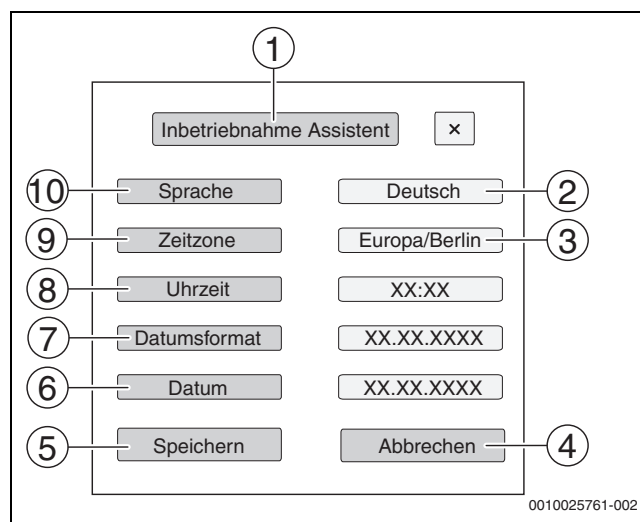 1
Inbetriebnahme Assistent ×
10 Sprache Deutsch 2
9 Zeitzone Europa/Berlin 3
8 Uhrzeit XX:XX
7 Datumsformat XX.XX.XXXX
6 Datum XX.XX.XXXX
5 Speichern Abbrechen 4
0010025761-002